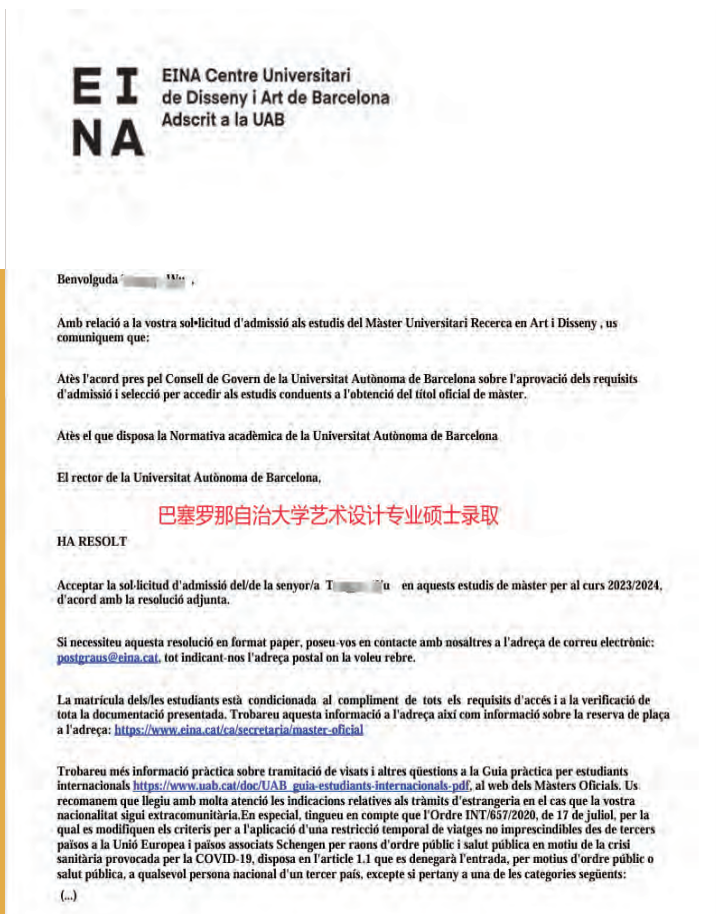 EI
NA
EINA Centre Universitari
de Disseny i Art de Barcelona
Adscrit a la UAB
Benvolguda ,
Amb relació a la vostra sol•licitud d'admissió als estudis del Màster Universitari Recerca en Art i Disseny , us
comuniquem que:
Atès l'acord pres pel Consell de Govern de la Universitat Autònoma de Barcelona sobre l'aprovació dels requisits
d'admissió i selecció per accedir als estudis conduents a l'obtenció del títol oficial de màster.
Atès el que disposa la Normativa acadèmica de la Universitat Autònoma de Barcelona
El rector de la Universitat Autònoma de Barcelona,
巴塞罗那自治大学艺术设计专业硕士录取
HA RESOLT
Acceptar la sol·licitud d'admissió del/de la senyor/a en aquests estudis de màster per al curs 2023/2024,
d'acord amb la resolució adjunta.
Si necessiteu aquesta resolució en format paper, poseu-vos en contacte amb nosaltres a l'adreça de correu electrònic:
postgraus@eina.cat, tot indicant-nos l'adreça postal on la voleu rebre.
La matrícula dels/les estudiants està condicionada al compliment de tots els requisits d'accés i a la verificació de
tota la documentació presentada. Trobareu aquesta informació a l'adreça així com informació sobre la reserva de plaça
a l'adreça: https://www.eina.cat/ca/secretaria/master-oficial
Trobareu més informació pràctica sobre tramitació de visats i altres qüestions a la Guia pràctica per estudiants
internacionals https://www.uab.cat/doc/UAB_guia-estudiants-internacionals-pdf, al web dels Màsters Oficials. Us
recomanem que llegiu amb molta atenció les indicacions relatives als tràmits d'estrangeria en el cas que la vostra
nacionalitat sigui extracomunitària.En especial, tingueu en compte que l'Ordre INT/657/2020, de 17 de juliol, per la
qual es modifiquen els criteris per a l'aplicació d'una restricció temporal de viatges no imprescindibles des de tercers
països a la Unió Europea i països associats Schengen per raons d'ordre públic i salut pública en motiu de la crisi
sanitària provocada per la COVID-19, disposa en l'article 1.1 que es denegarà l'entrada, per motius d'ordre públic o
salut pública, a qualsevol persona nacional d'un tercer país, excepte si pertany a una de les categories següents:
(...)